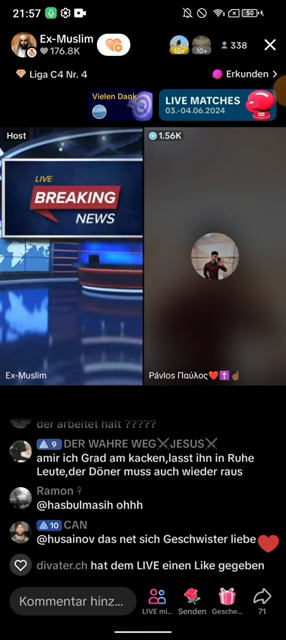 21:57
50
Ex-Muslim
176.8K
10+
10+
338
Liga C4 Nr. 4
Erkunden >
Vielen Dank
LIVE MATCHES
03.-04.06.2024
Host
1.56K
LIVE
BREAKING
NEWS
Ex-Muslim
Pávlos Παύλος❤️✝️☝🏾
der arbeitet halt ?????
9 DER WAHRE WEG⚔JESUS⚔
amir ich Grad am kacken,lasst ihn in Ruhe
Leute,der Döner muss auch wieder raus
Ramon ♀
@hasbulmasih ohhh
10 CAN
@husainov das net sich Geschwister liebe
divater.ch hat dem LIVE einen Like gegeben
Kommentar hinz...
LIVE mi...
Senden
Gesche...
71